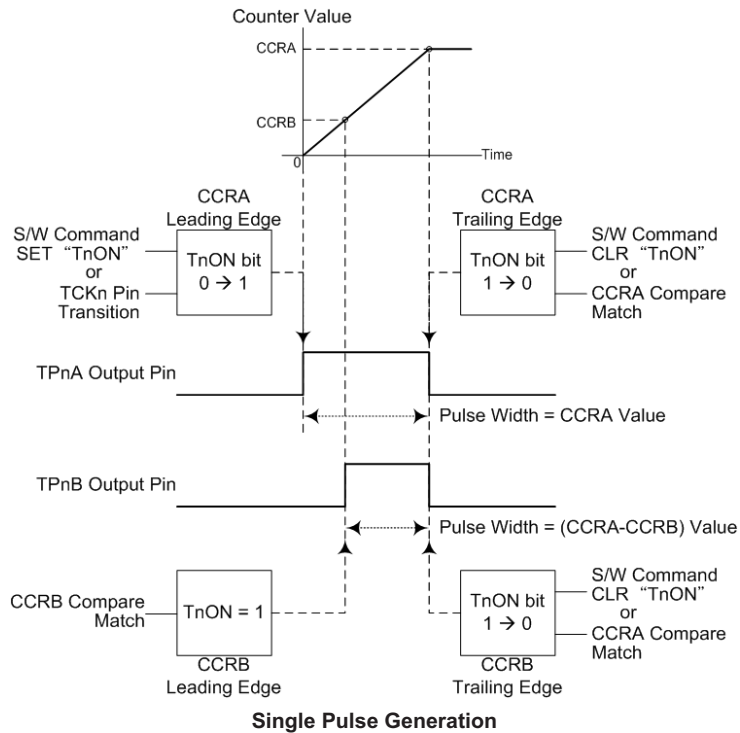 Counter Value
CCRA
CCRB
0
Time
CCRA
Leading Edge
S/W Command
SET “TnON”
or
TCKn Pin
Transition
TnON bit
0 → 1
CCRA
Trailing Edge
TnON bit
1 → 0
S/W Command
CLR “TnON”
or
CCRA Compare
Match
TPnA Output Pin
Pulse Width = CCRA Value
TPnB Output Pin
Pulse Width = (CCRA-CCRB) Value
CCRB Compare
Match
TnON = 1
CCRB
Leading Edge
TnON bit
1 → 0
S/W Command
CLR “TnON”
or
CCRA Compare
Match
CCRB
Trailing Edge
Single Pulse Generation